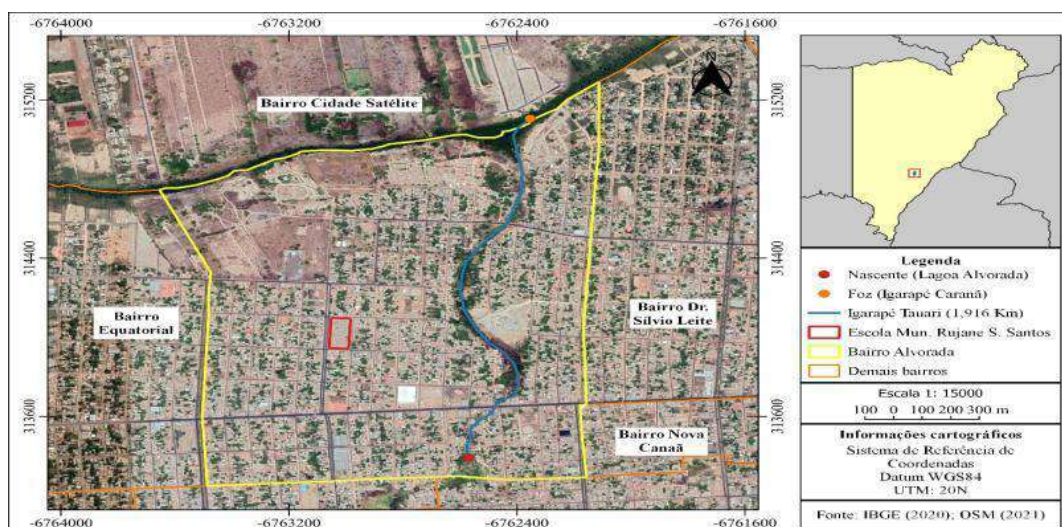 -6764000 -6763200 -6762400 -6761600
N
Bairro Cidade Satélite
315200 315200
314400 314400
Bairro
Equatorial
Bairro Dr.
Sílvio Leite
313600 313600
Bairro Nova
Canaã
-6764000 -6763200 -6762400 -6761600
Legenda
Nascente (Lagoa Alvorada)
Foz (Igarapé Caranã)
Igarapé Tauari (1,916 Km)
Escola Mun. Rujane S. Santos
Bairro Alvorada
Demais bairros
Escala 1: 15000
100 0 100 200 300 m
Informações cartográficos
Sistema de Referência de
Coordenadas
Datum WGS84
UTM: 20N
Fonte: IBGE (2020); OSM (2021)